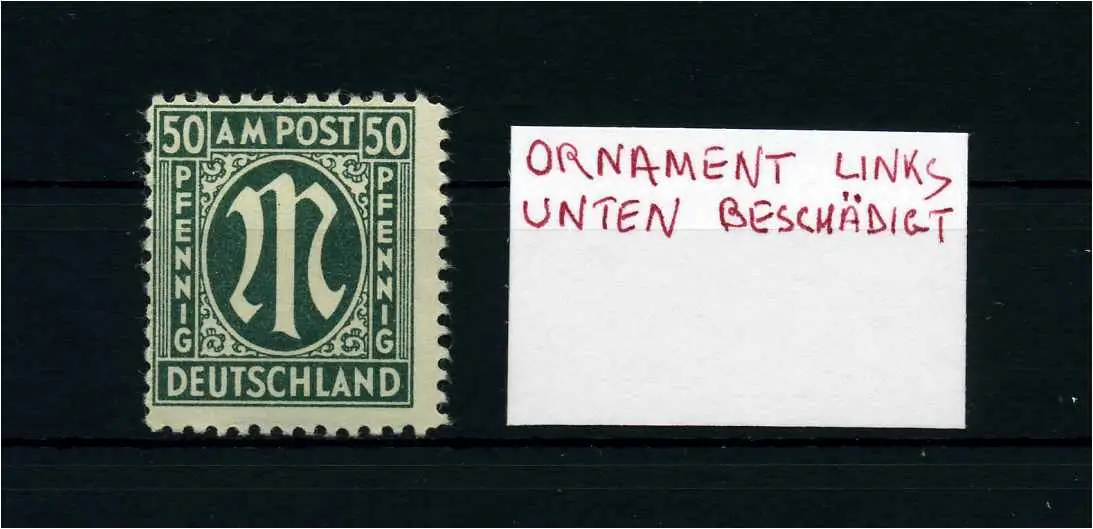 50 AM POST 50
PFENNIG
M
PFENNIG
DEUTSCHLAND
ORNAMENT LINKS
UNTEN BESCHÄDIGT